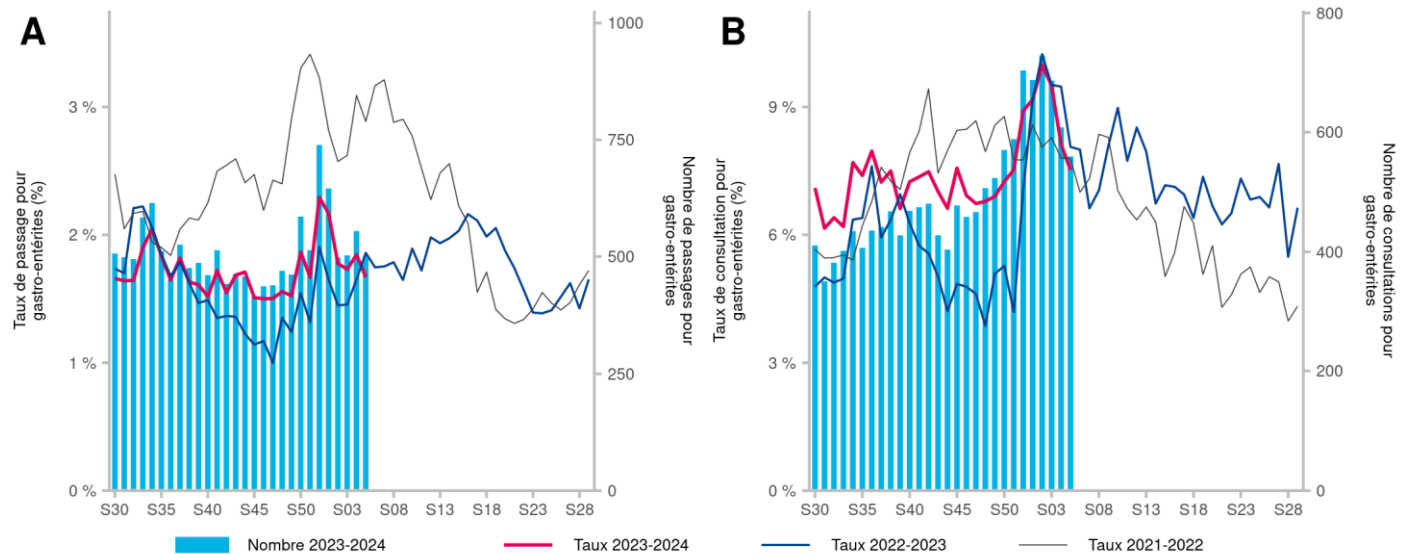 A
Taux de passage pour
gastro-entérites (%)
3 %
2 %
1 %
0 %
1000
750
500
250
0
Nombre de passages pour
gastro-entérites
S30 S35 S40 S45 S50 S03 S08 S13 S18 S23 S28
B
Taux de consultation pour
gastro-entérites (%)
9 %
6 %
3 %
0 %
800
600
400
200
0
Nombre de consultations pour
gastro-entérites
S30 S35 S40 S45 S50 S03 S08 S13 S18 S23 S28
Nombre 2023-2024 Taux 2023-2024 Taux 2022-2023 Taux 2021-2022